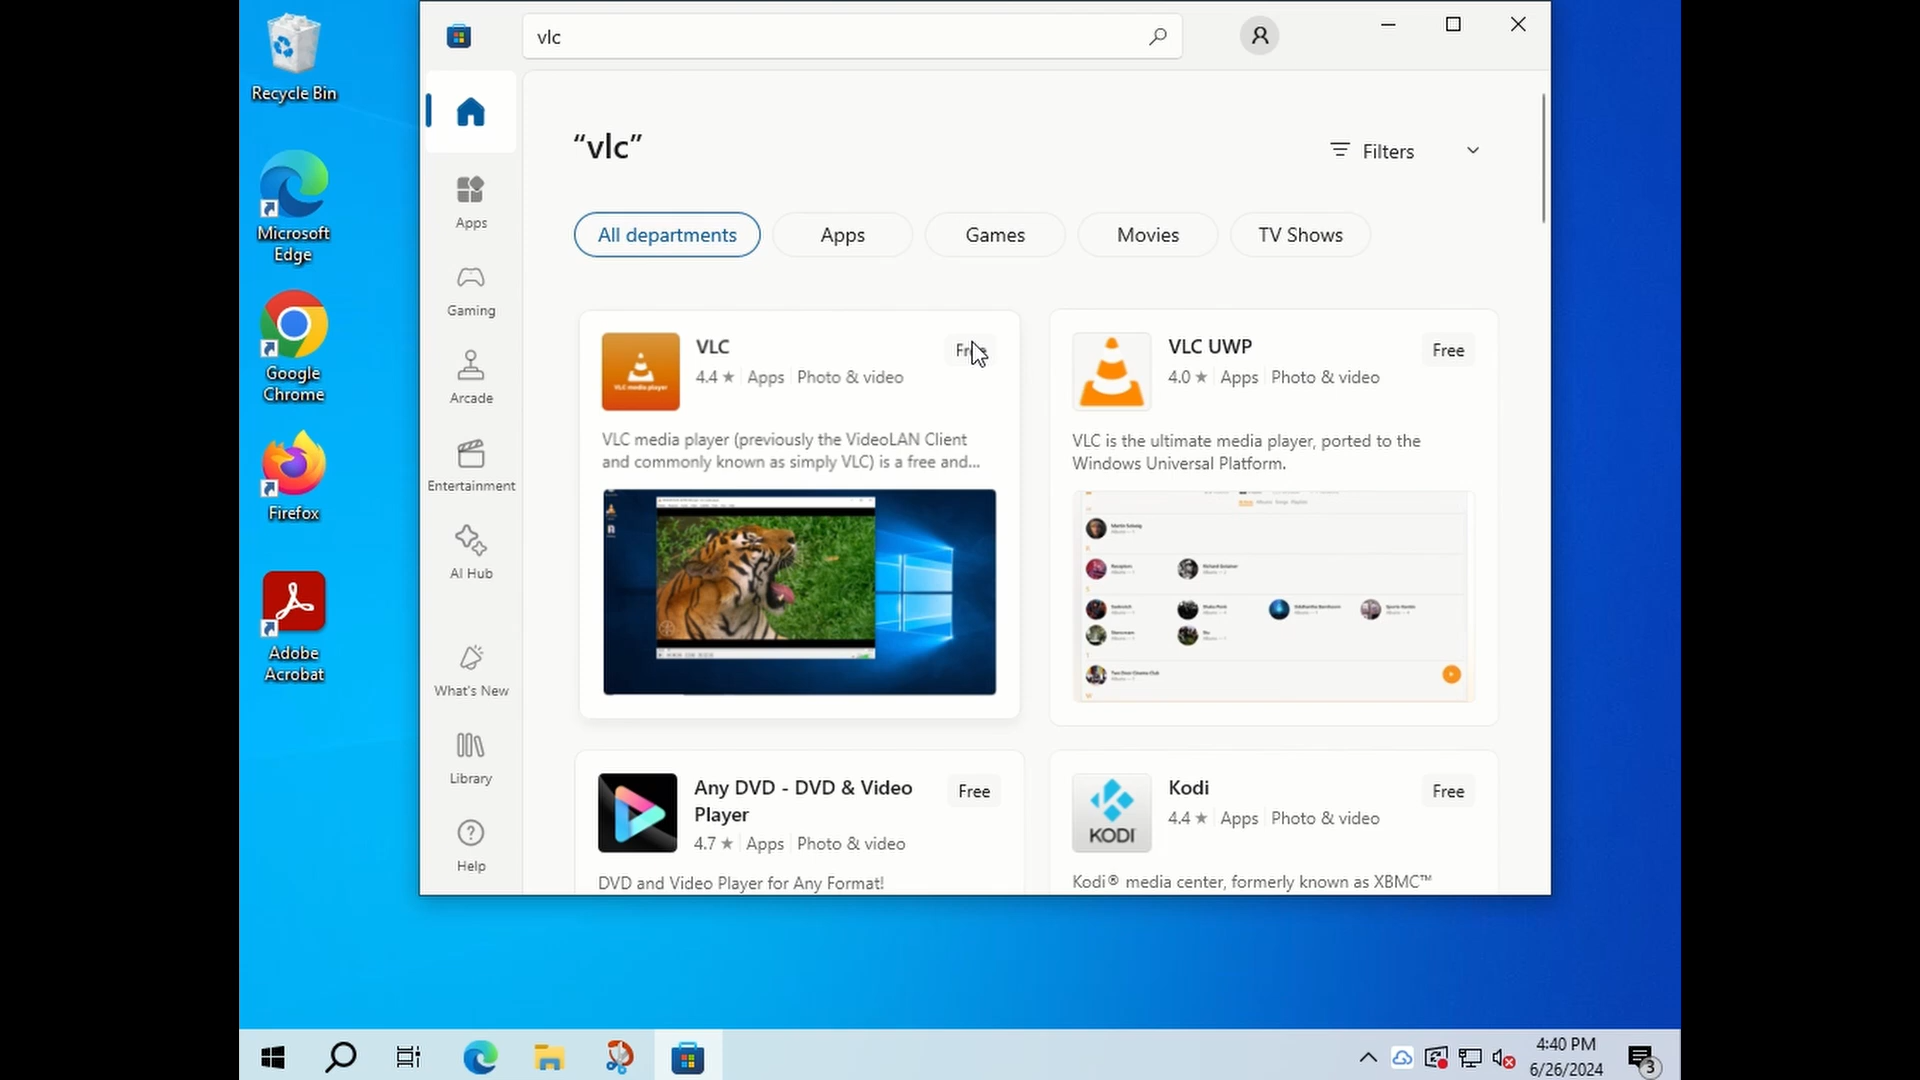 Recycle Bin
Microsoft
Edge
Google
Chrome
Firefox
Adobe
Acrobat
vlc
Apps
Gaming
Arcade
Entertainment
AI Hub
What's New
Library
Help
“vlc”
Filters
All departments
Apps
Games
Movies
TV Shows
VLC
Free
4.4 ★ Apps Photo & video
VLC media player (previously the VideoLAN Client
and commonly known as simply VLC) is a free and...
VLC media player
VLC UWP
Free
4.0 ★ Apps Photo & video
VLC is the ultimate media player, ported to the
Windows Universal Platform.
Any DVD - DVD & Video
Player
Free
4.7 ★ Apps Photo & video
DVD and Video Player for Any Format!
KODI
Kodi
Free
4.4 ★ Apps Photo & video
Kodi® media center, formerly known as XBMC™
4:40 PM
6/26/2024
3